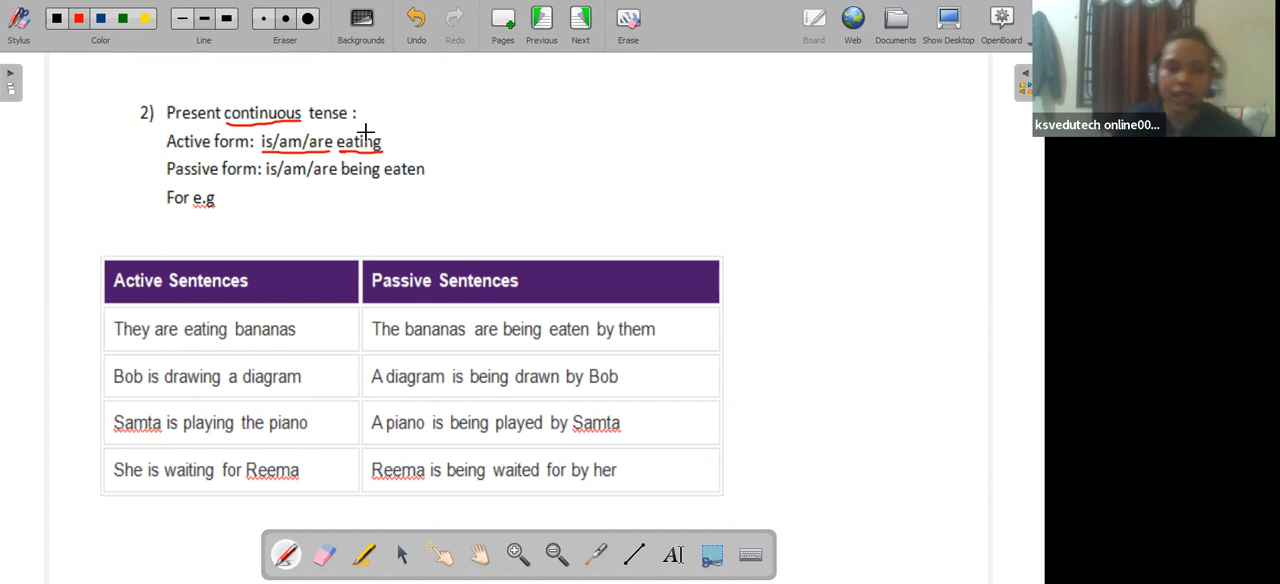 Stylus
Color
Line
Eraser
Backgrounds
Undo
Redo
Pages
Previous
Next
Erase
Board
Web
Documents
Show Desktop
OpenBoard
ksvedutech online00...
2) Present continuous tense :
Active form: is/am/are eating
Passive form: is/am/are being eaten
For e.g
Active Sentences
Passive Sentences
They are eating bananas
The bananas are being eaten by them
Bob is drawing a diagram
A diagram is being drawn by Bob
Samta is playing the piano
A piano is being played by Samta
She is waiting for Reema
Reema is being waited for by her